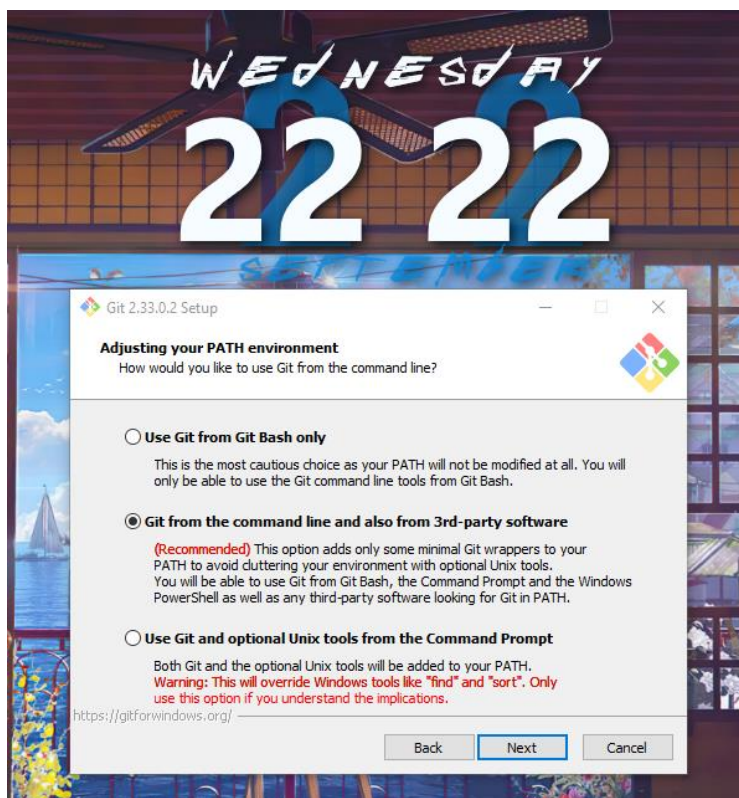 WEDNESDAY
22 22
22
SEPTEMBER
Git 2.33.0.2 Setup
Adjusting your PATH environment
How would you like to use Git from the command line?
Use Git from Git Bash only
This is the most cautious choice as your PATH will not be modified at all. You will
only be able to use the Git command line tools from Git Bash.
Git from the command line and also from 3rd-party software
(Recommended) This option adds only some minimal Git wrappers to your
PATH to avoid cluttering your environment with optional Unix tools.
You will be able to use Git from Git Bash, the Command Prompt and the Windows
PowerShell as well as any third-party software looking for Git in PATH.
Use Git and optional Unix tools from the Command Prompt
Both Git and the optional Unix tools will be added to your PATH.
Warning: This will override Windows tools like "find" and "sort". Only
use this option if you understand the implications.
https://gitforwindows.org/
Back Next Cancel